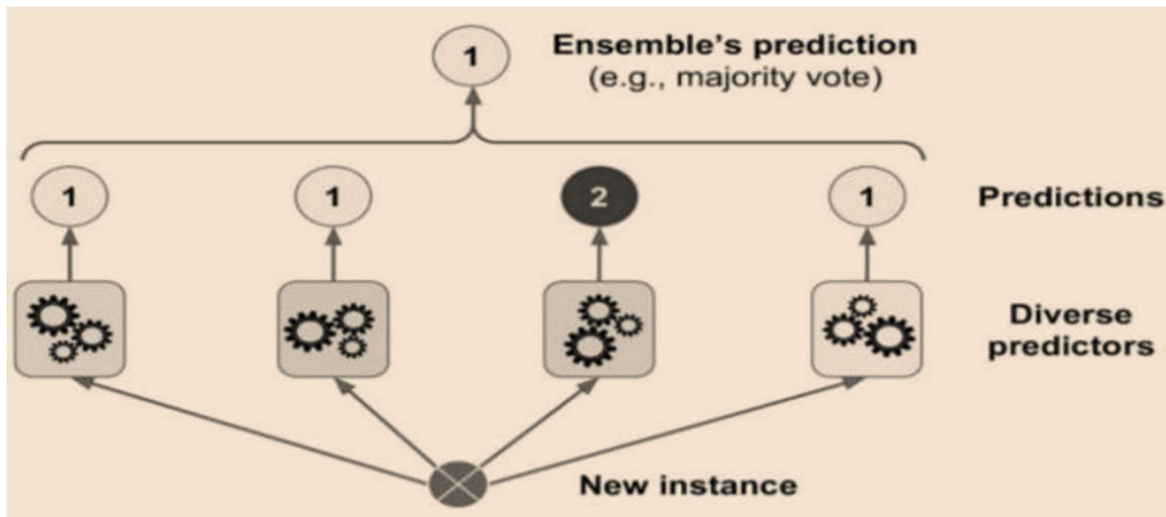 1
Ensemble's prediction
(e.g., majority vote)
1 1 2 1
Predictions
Diverse
predictors
New instance